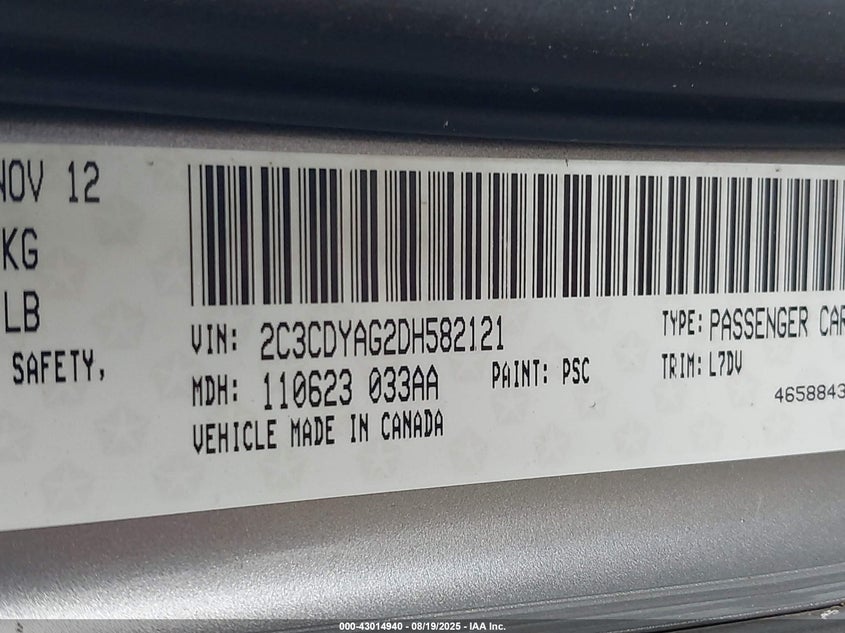 NOV 12
KG
LB
SAFETY,
VIN: 2C3CDYAG2DH582121
TYPE: PASSENGER CAR
MDH: 110623 033AA
PAINT: PSC
TRIM: L7DV
VEHICLE MADE IN CANADA
4658843
000-43014940 - 08/19/2025 - IAA Inc.